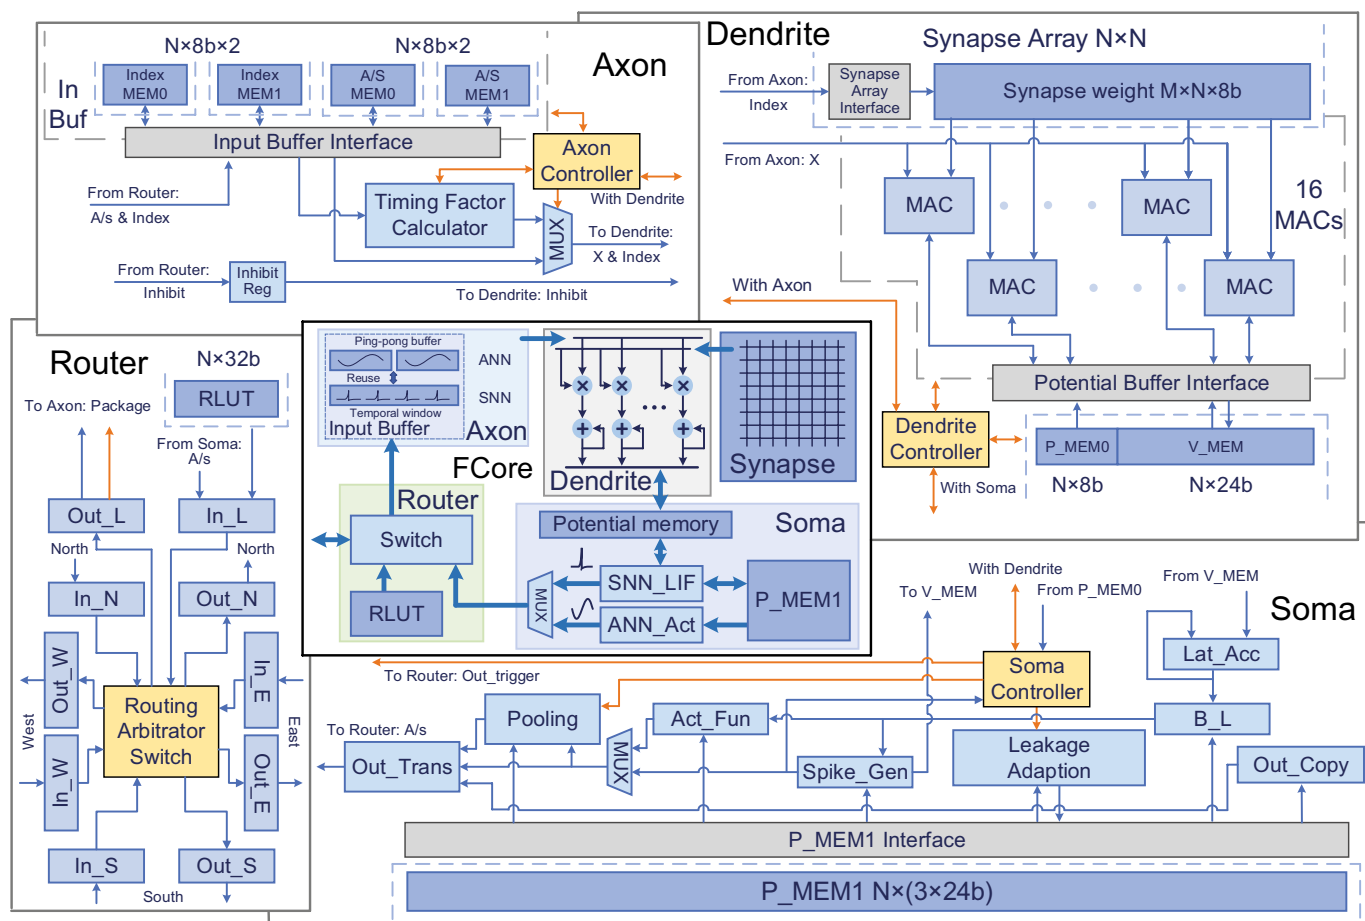 Axon
N×8b×2
N×8b×2
In
Buf
Index
MEM0
Index
MEM1
A/S
MEM0
A/S
MEM1
Input Buffer Interface
Axon
Controller
From Router:
A/s & Index
Timing Factor
Calculator
MUX
With Dendrite
To Dendrite:
X & Index
From Router:
Inhibit
Inhibit
Reg
To Dendrite: Inhibit
Dendrite
Synapse Array N×N
From Axon:
Index
Synapse
Array
Interface
Synapse weight M×N×8b
From Axon: X
MAC
MAC
16
MACs
MAC
MAC
With Axon
Potential Buffer Interface
Dendrite
Controller
P_MEM0
V_MEM
With Soma
N×8b
N×24b
Router
N×32b
RLUT
To Axon: Package
From Soma:
A/s
Out_L
In_L
North
North
In_N
Out_N
Out_W
In_E
West
Routing
Arbitrator
Switch
East
In_W
Out_E
In_S
Out_S
South
Ping-pong buffer
ANN
Reuse
SNN
Temporal window
Input Buffer
Axon
FCore
Dendrite
Synapse
Router
Switch
RLUT
Potential memory
Soma
MUX
SNN_LIF
ANN_Act
P_MEM1
Soma
To V_MEM
With Dendrite
From P_MEM0
From V_MEM
Lat_Acc
Soma
Controller
To Router: Out_trigger
Pooling
Act_Fun
B_L
To Router: A/s
Out_Trans
MUX
Spike_Gen
Leakage
Adaption
Out_Copy
P_MEM1 Interface
P_MEM1 N×(3×24b)